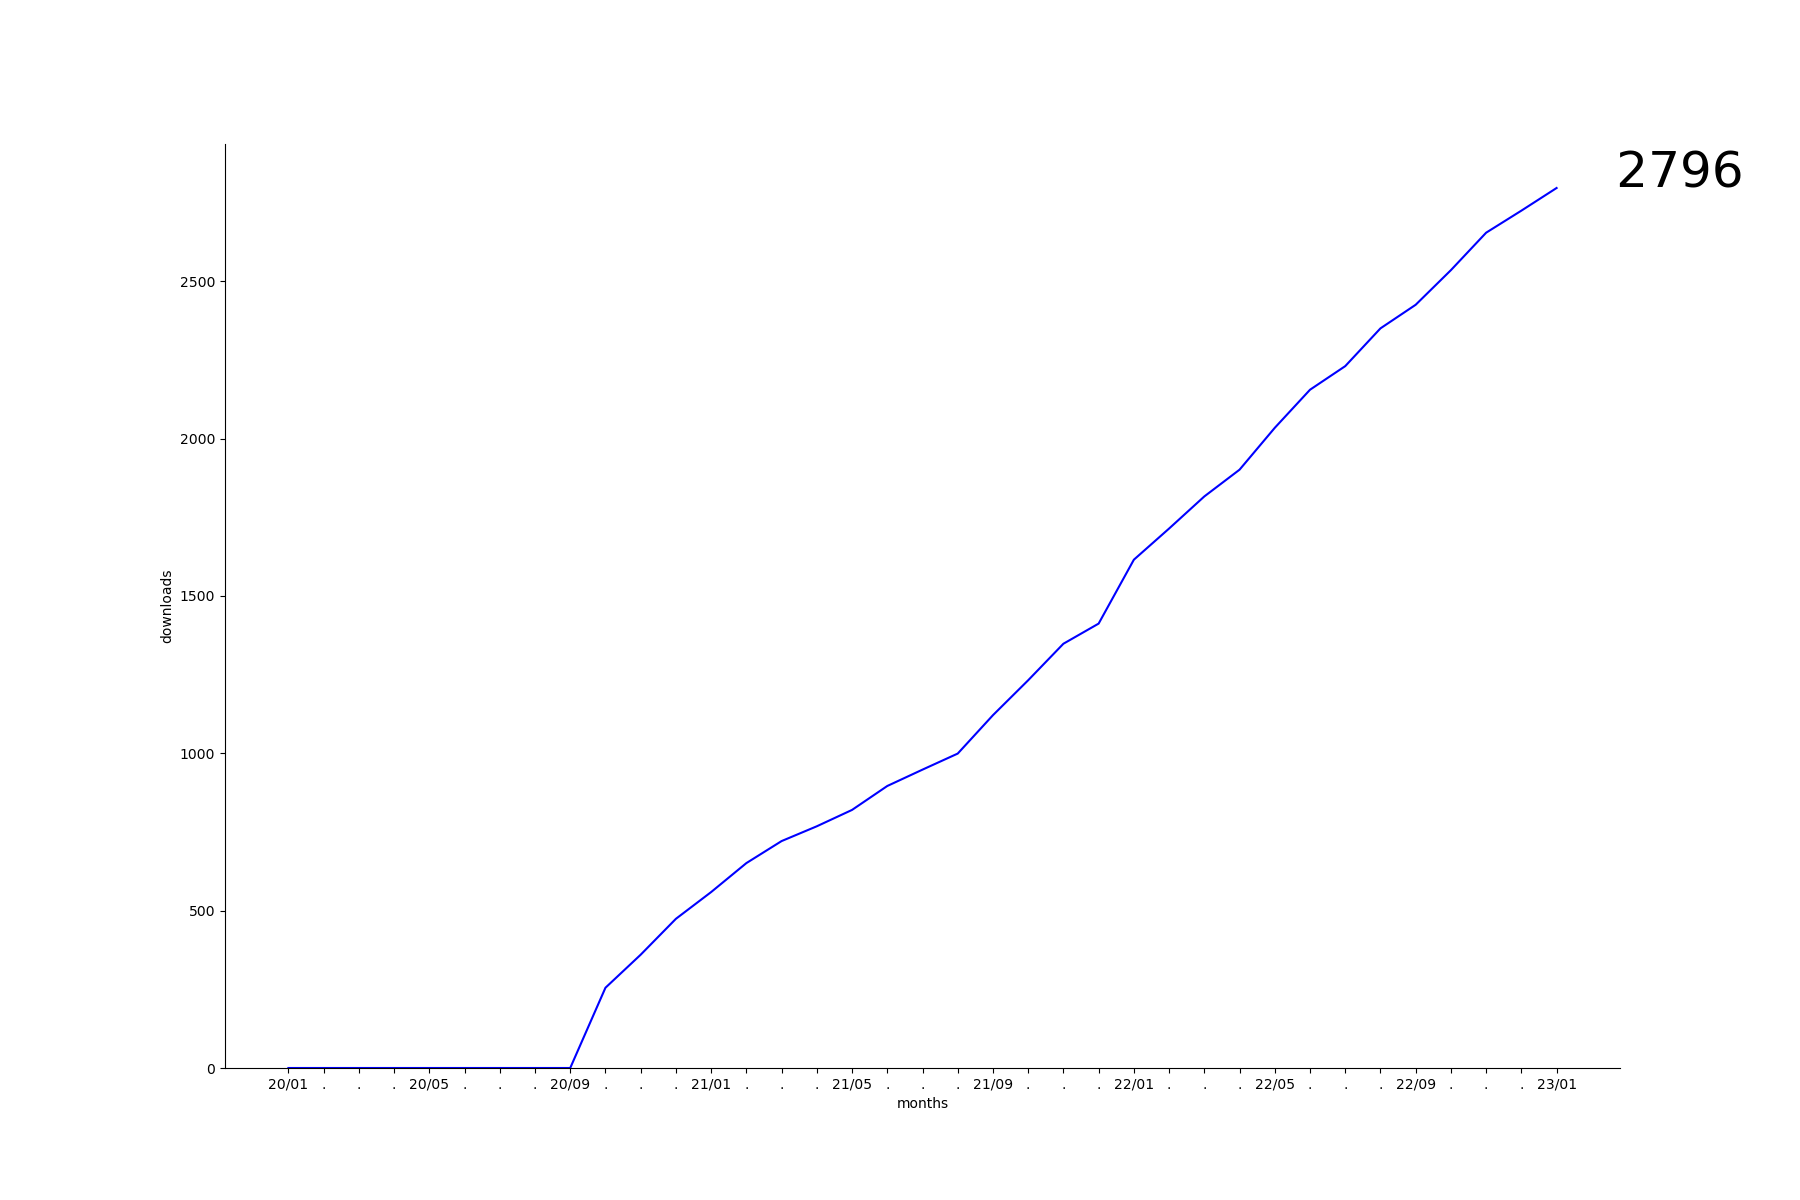 2796
2500
2000
1500
1000
500
0
downloads
20/01 . . . 20/05 . . . 20/09 . . . 21/01 . . . 21/05 . . . 21/09 . . . 22/01 . . . 22/05 . . . 22/09 . . . 23/01
months